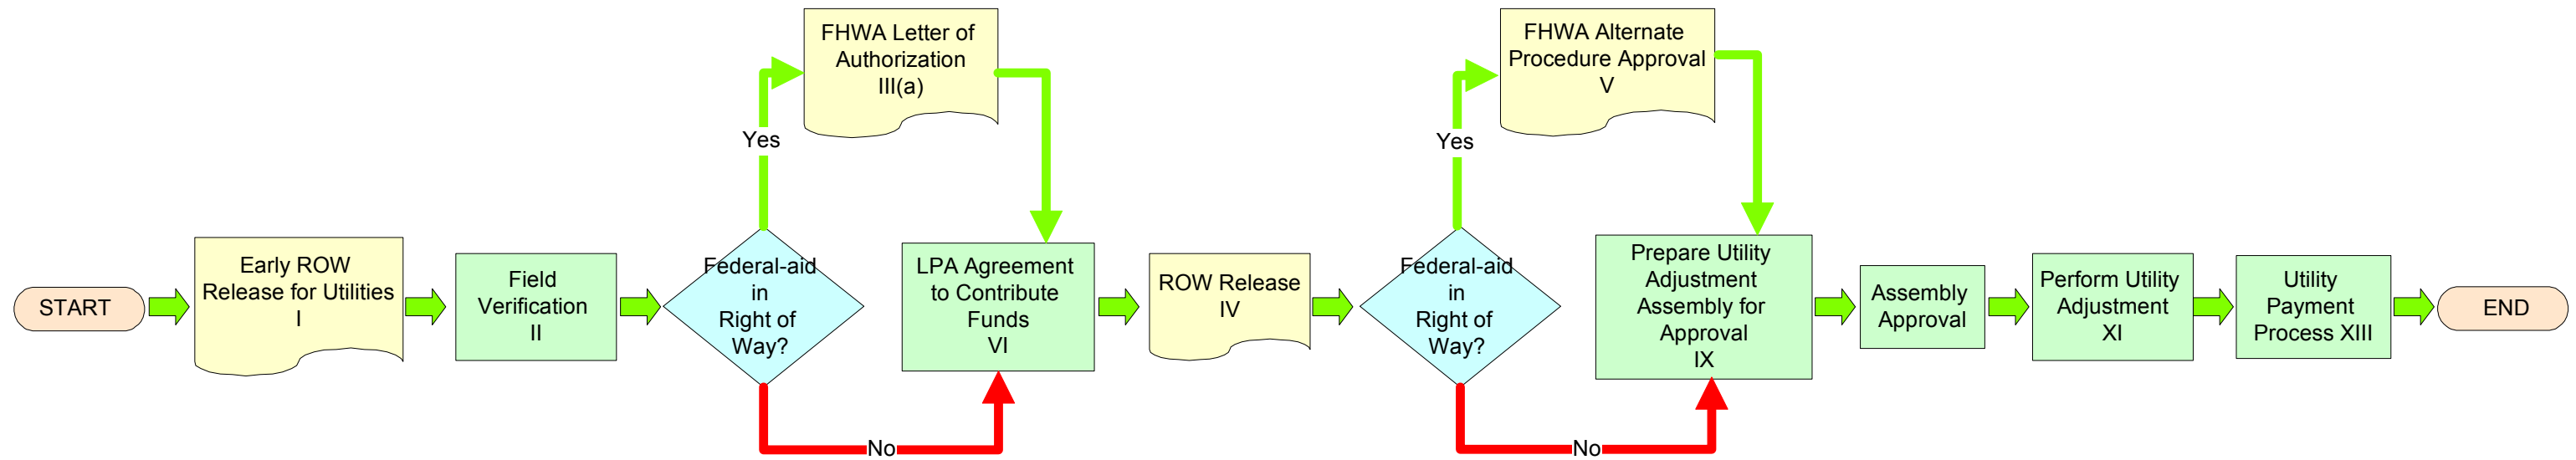 START
Early ROW
Release for Utilities
I
Field
Verification
II
Federal-aid
in
Right of
Way?
Yes
FHWA Letter of
Authorization
III(a)
No
LPA Agreement
to Contribute
Funds
VI
ROW Release
IV
Federal-aid
in
Right of
Way?
Yes
FHWA Alternate
Procedure Approval
V
No
Prepare Utility
Adjustment
Assembly for
Approval
IX
Assembly
Approval
Perform Utility
Adjustment
XI
Utility
Payment
Process XIII
END